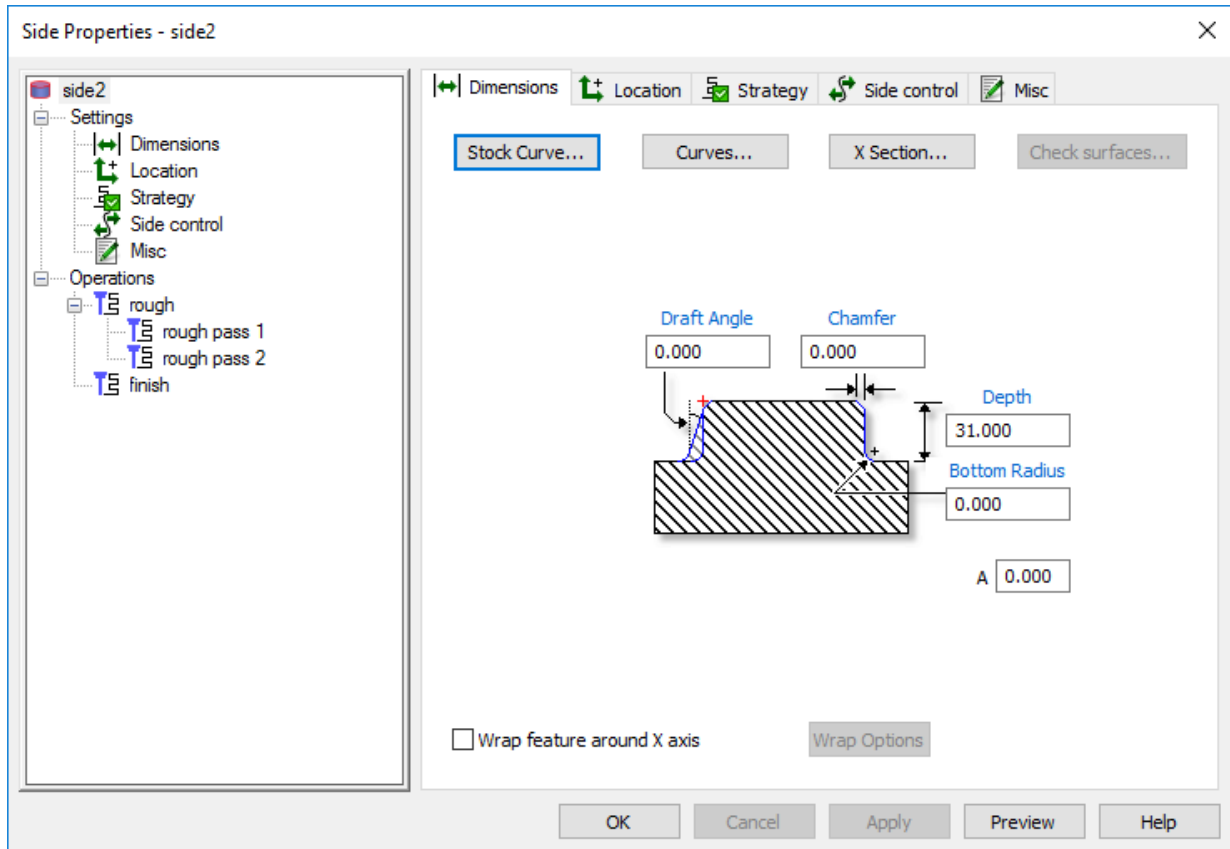 Side Properties - side2
side2
Settings
Dimensions
Location
Strategy
Side control
Misc
Operations
rough
rough pass 1
rough pass 2
finish
Dimensions Location Strategy Side control Misc
Stock Curve... Curves... X Section... Check surfaces...
Draft Angle Chamfer
0.000 0.000
Depth
31.000
Bottom Radius
0.000
A 0.000
Wrap feature around X axis Wrap Options
OK Cancel Apply Preview Help